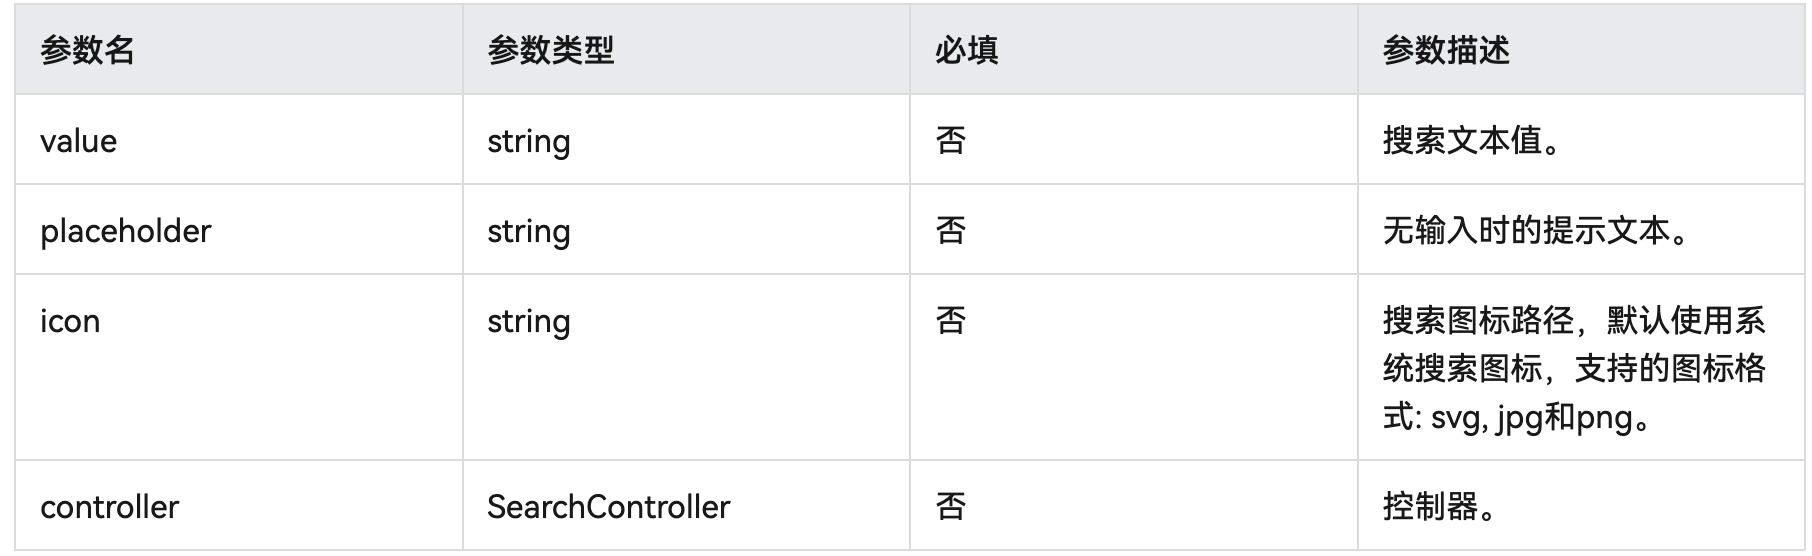 参数名 参数类型 必填 参数描述
value string 否 搜索文本值。
placeholder string 否 无输入时的提示文本。
icon string 否 搜索图标路径，默认使用系
统搜索图标，支持的图标格
式: svg, jpg和png。
controller SearchController 否 控制器。